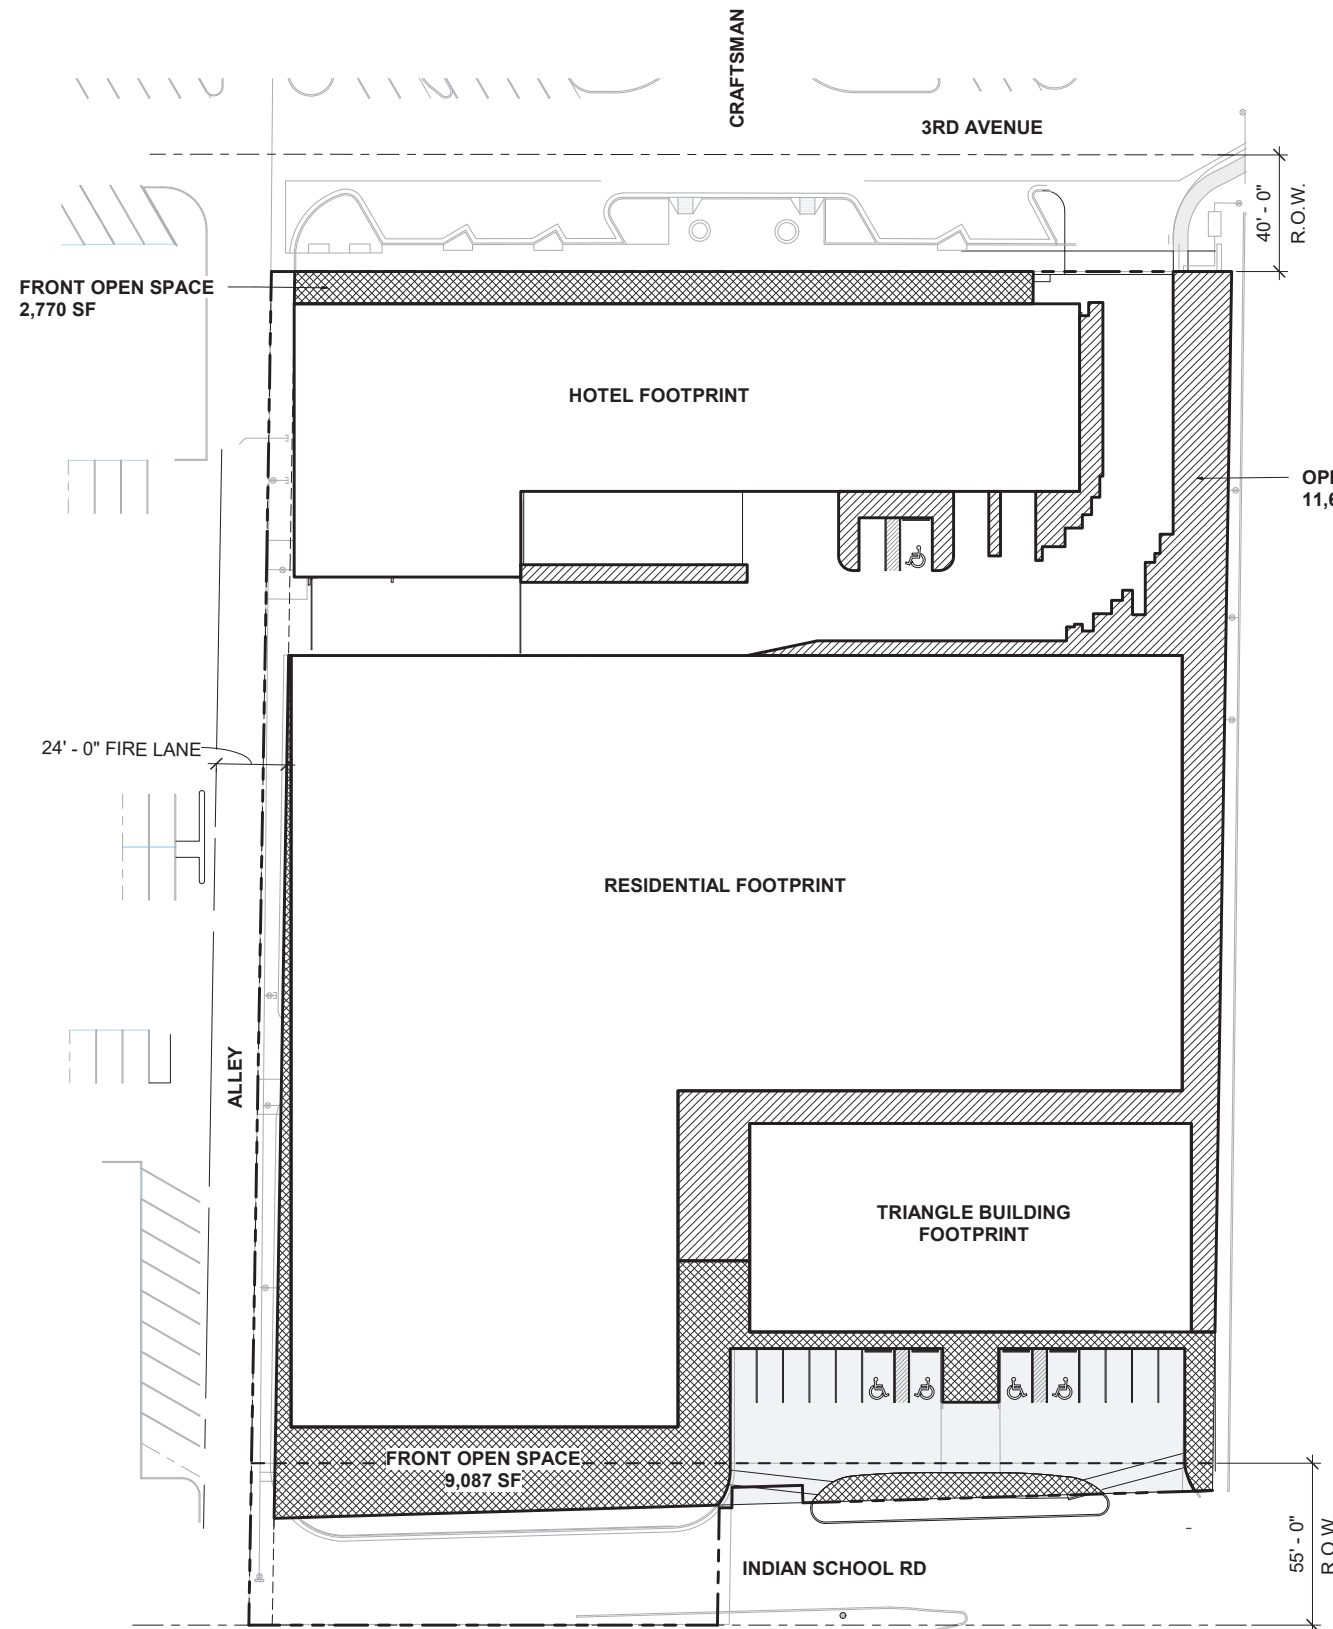 CRAFTSMAN
3RD AVENUE
40' - 0"
R.O.W.
FRONT OPEN SPACE
2,770 SF
HOTEL FOOTPRINT
24' - 0" FIRE LANE
RESIDENTIAL FOOTPRINT
ALLEY
TRIANGLE BUILDING
FOOTPRINT
FRONT OPEN SPACE
9,087 SF
55' - 0"
R.O.W
INDIAN SCHOOL RD